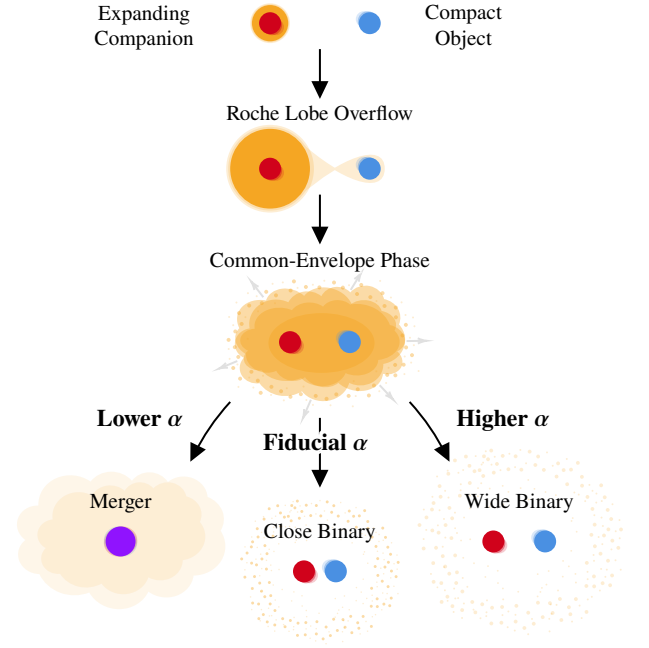 Expanding
Companion
Compact
Object
Roche Lobe Overflow
Common-Envelope Phase
Lower α
Fiducial α
Higher α
Merger
Close Binary
Wide Binary